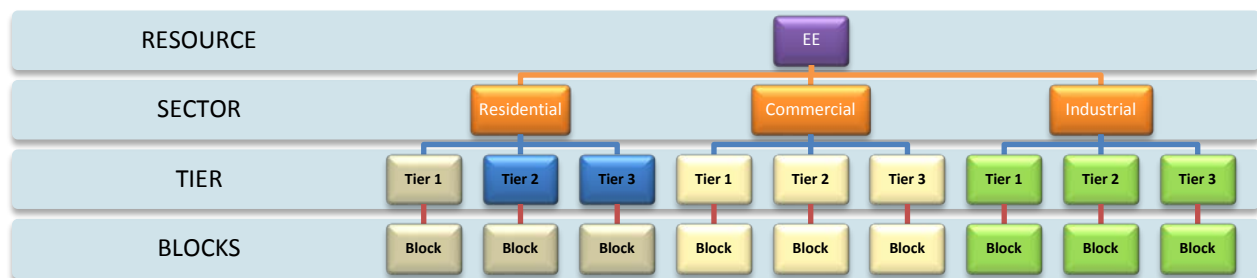 RESOURCE EE
SECTOR Residential Commercial Industrial
TIER Tier 1 Tier 2 Tier 3 Tier 1 Tier 2 Tier 3 Tier 1 Tier 2 Tier 3
BLOCKS Block Block Block Block Block Block Block Block Block